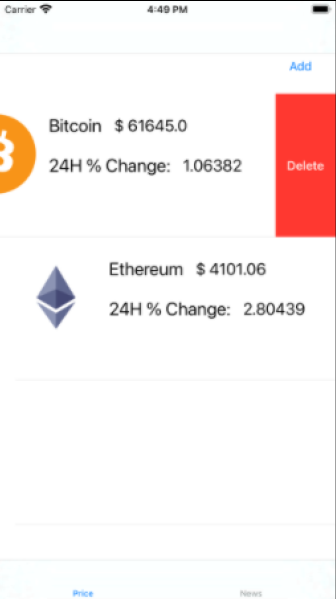 Carrier 4:49 PM
Add
Bitcoin $ 61645.0
24H % Change: 1.06382
Delete
Ethereum $ 4101.06
24H % Change: 2.80439
Price News